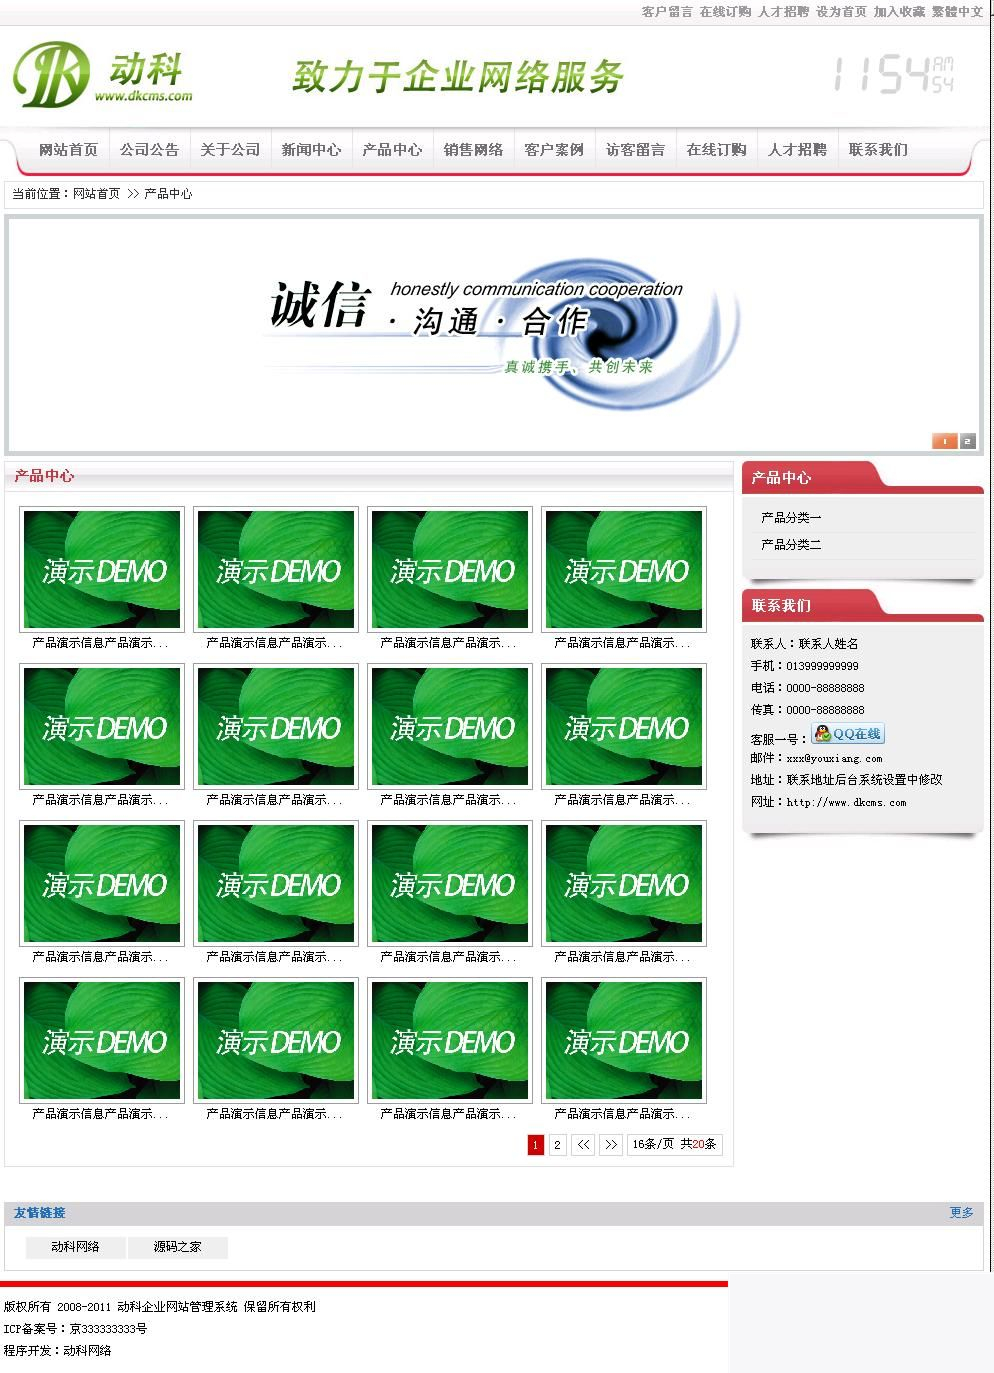 客户留言 在线订购 人才招聘 设为首页 加入收藏 繁體中文
动科
www.dkcms.com
致力于企业网络服务
1154 AM 54
网站首页 公司公告 关于公司 新闻中心 产品中心 销售网络 客户案例 访客留言 在线订购 人才招聘 联系我们
当前位置：网站首页 >> 产品中心
诚信
honestly communication cooperation
· 沟通 · 合作
真诚携手、共创未来
1 2
产品中心
演示DEMO 演示DEMO 演示DEMO 演示DEMO
产品演示信息产品演示... 产品演示信息产品演示... 产品演示信息产品演示... 产品演示信息产品演示...
演示DEMO 演示DEMO 演示DEMO 演示DEMO
产品演示信息产品演示... 产品演示信息产品演示... 产品演示信息产品演示... 产品演示信息产品演示...
演示DEMO 演示DEMO 演示DEMO 演示DEMO
产品演示信息产品演示... 产品演示信息产品演示... 产品演示信息产品演示... 产品演示信息产品演示...
演示DEMO 演示DEMO 演示DEMO 演示DEMO
产品演示信息产品演示... 产品演示信息产品演示... 产品演示信息产品演示... 产品演示信息产品演示...
1 2 << >> 16条/页 共20条
产品中心
产品分类一
产品分类二
联系我们
联系人：联系人姓名
手机：013999999999
电话：0000-88888888
传真：0000-88888888
客服一号：QQ在线
邮件：xxx@youxiang.com
地址：联系地址后台系统设置中修改
网址：http://www.dkcms.com
友情链接 更多
动科网络 源码之家
版权所有 2008-2011 动科企业网站管理系统 保留所有权利
ICP备案号：京333333333号
程序开发：动科网络